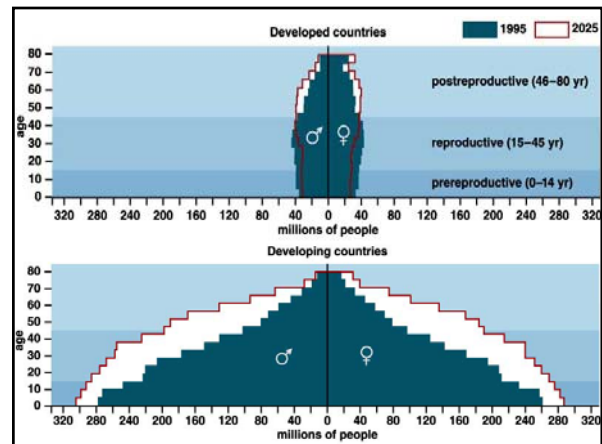 Developed countries
1995 2025
80
70
60
50
40
30
20
10
0
age
♂ ♀
postreproductive (46–80 yr)
reproductive (15–45 yr)
prereproductive (0–14 yr)
320 280 240 200 160 120 80 40 0 40 80 120 160 200 240 280 320
millions of people
Developing countries
80
70
60
50
40
30
20
10
0
age
♂ ♀
320 280 240 200 160 120 80 40 0 40 80 120 160 200 240 280 320
millions of people